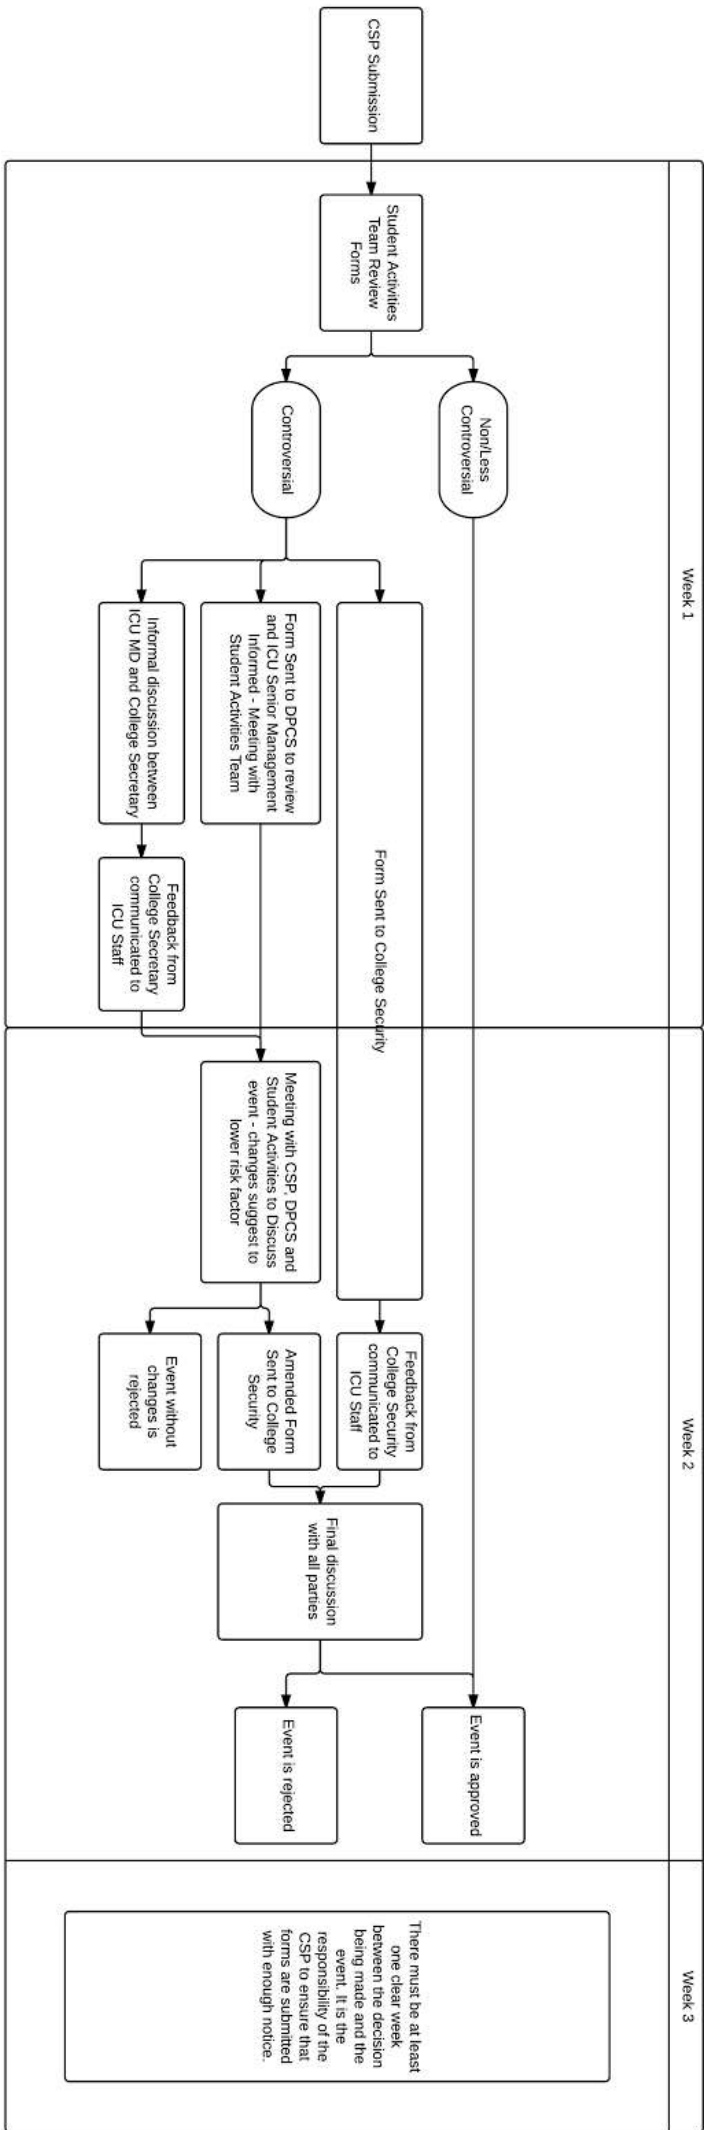 Week 1
Week 2
Week 3
CSP Submission
Student Activities
Team Review
Forms
Non/Less
Controversial
Controversial
Form Sent to College Security
Form Sent to DPCS to review
and ICU Senior Management
Informed - Meeting with
Student Activities Team
Informal discussion between
ICU MD and College Secretary
Feedback from
College Secretary
communicated to
ICU Staff
Meeting with CSP, DPCS and
Student Activities to Discuss
event - changes suggest to
lower risk factor
Feedback from
College Security
communicated to
ICU Staff
Amended Form
Sent to College
Security
Event without
changes is
rejected
Final discussion
with all parties
Event is approved
Event is rejected
There must be at least
one clear week
between the decision
being made and the
event. It is the
responsibility of the
CSP to ensure that
forms are submitted
with enough notice.